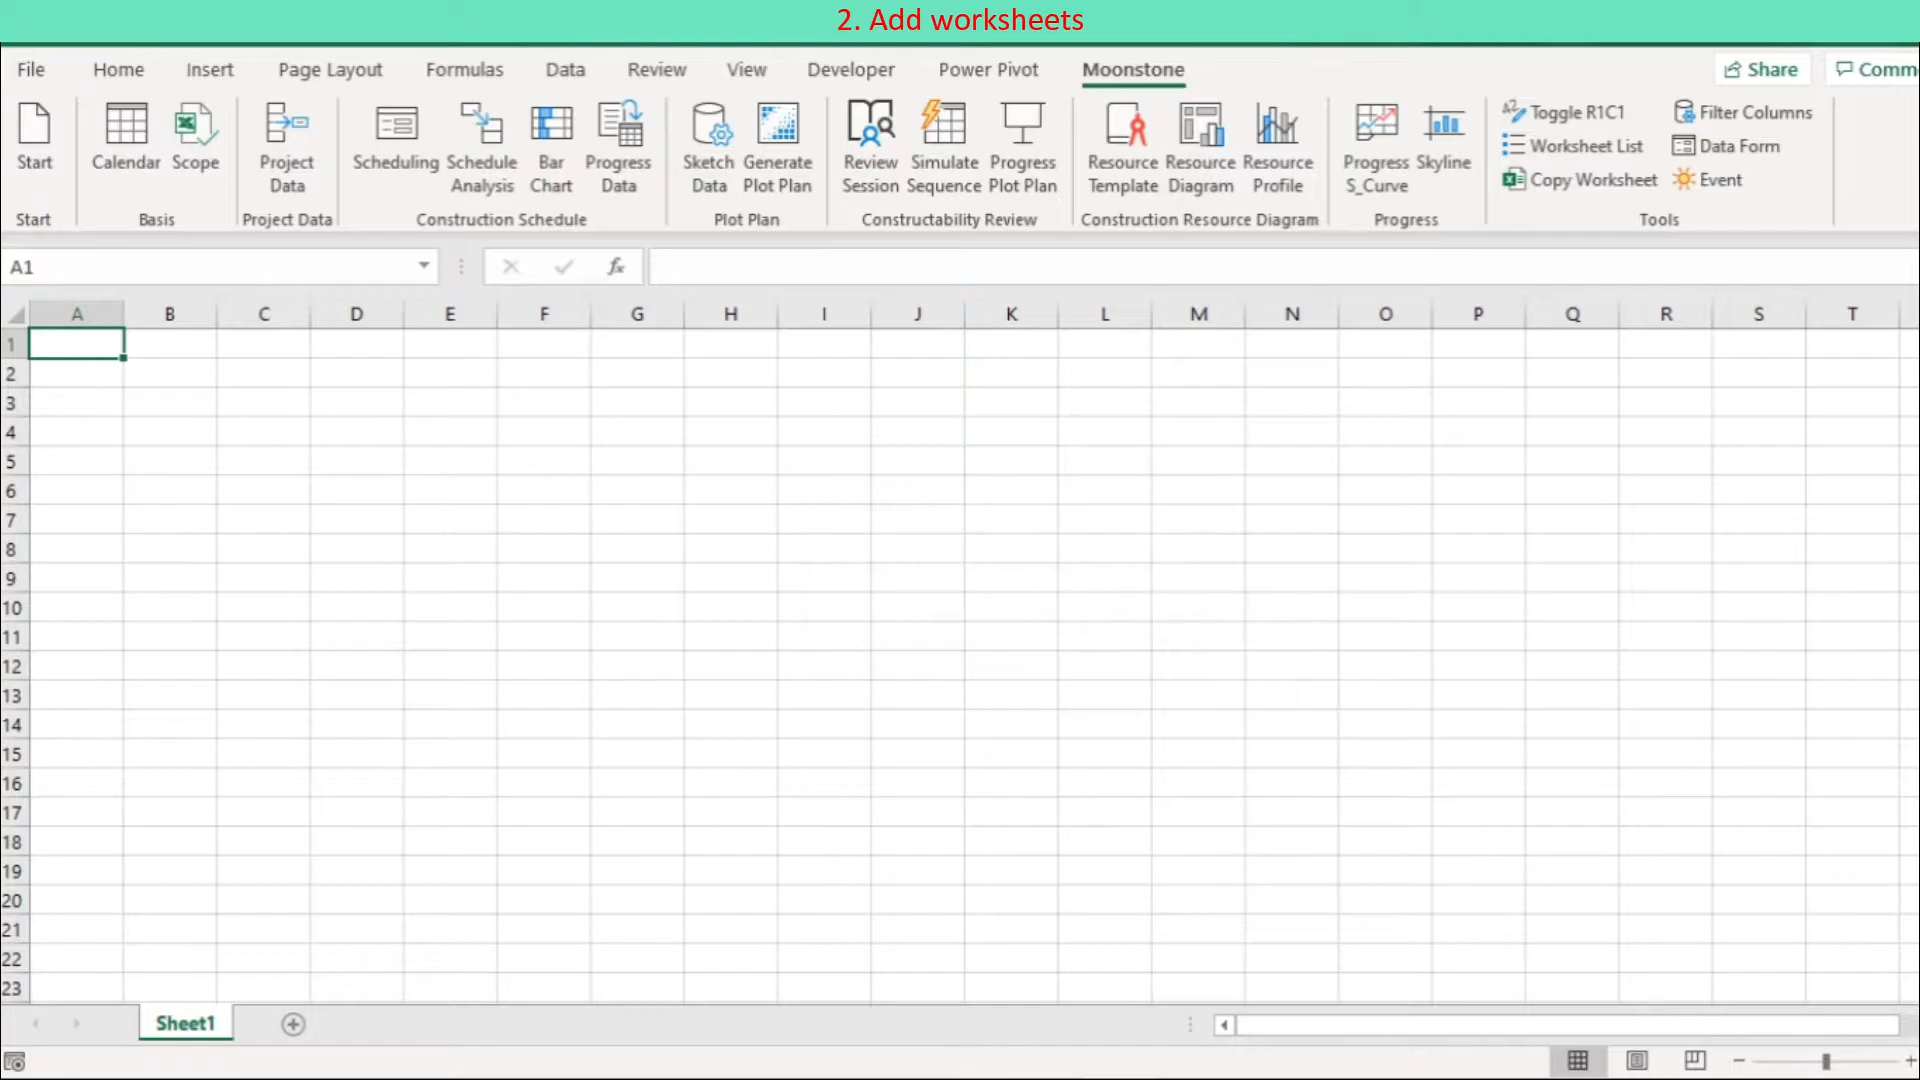 2. Add worksheets
File Home Insert Page Layout Formulas Data Review View Developer Power Pivot Moonstone Share
Start
Calendar
Scope
Project
Data
Scheduling
Schedule
Analysis
Bar
Chart
Progress
Data
Sketch
Data
Generate
Plot Plan
Review
Session
Simulate
Sequence
Progress
Plot Plan
Resource
Template
Resource
Diagram
Resource
Profile
Progress
S_Curve
Skyline
Toggle R1C1
Worksheet List
Copy Worksheet
Filter Columns
Data Form
Event
Start Basis Project Data Construction Schedule Plot Plan Constructability Review Construction Resource Diagram Progress Tools
A1 fx
A B C D E F G H I J K L M N O P Q R S T
1
2
3
4
5
6
7
8
9
10
11
12
13
14
15
16
17
18
19
20
21
22
23
Sheet1